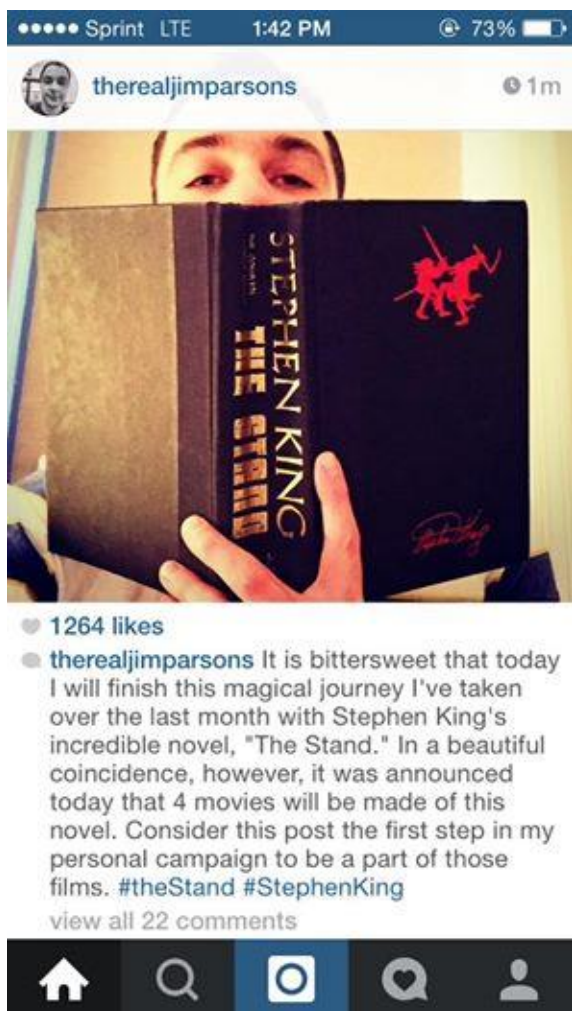 Sprint LTE 1:42 PM 73%
therealjimparsons 1m
STEPHEN KING
THE STAND
Stephen King
1264 likes
therealjimparsons It is bittersweet that today
I will finish this magical journey I've taken
over the last month with Stephen King's
incredible novel, "The Stand." In a beautiful
coincidence, however, it was announced
today that 4 movies will be made of this
novel. Consider this post the first step in my
personal campaign to be a part of those
films. #theStand #StephenKing
view all 22 comments